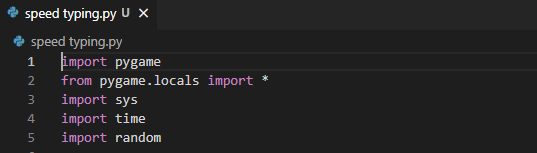 speed typing.py U X
speed typing.py
1 import pygame
2 from pygame.locals import *
3 import sys
4 import time
5 import random